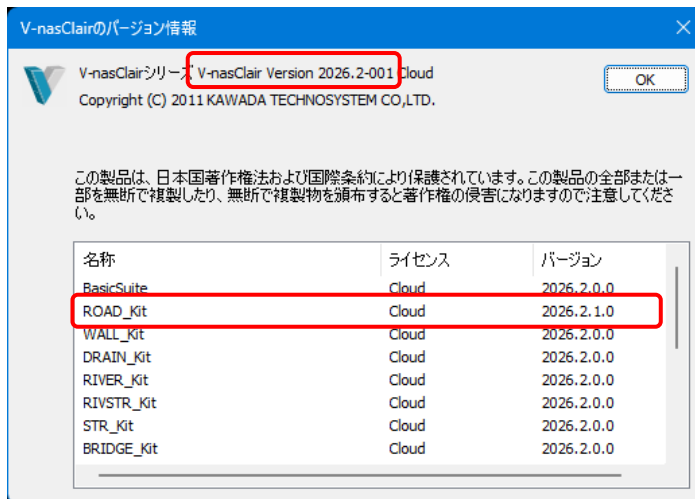 V-nasClairのバージョン情報
V-nasClairシリーズ V-nasClair Version 2026.2-001 Cloud
OK
Copyright (C) 2011 KAWADA TECHNOSYSTEM CO,LTD.
この製品は、日本国著作権法および国際条約により保護されています。この製品の全部または一
部を無断で複製したり、無断で複製物を頒布すると著作権の侵害になりますので注意してくださ
い。
名称 ライセンス バージョン
BasicSuite Cloud 2026.2.0.0
ROAD_Kit Cloud 2026.2.1.0
WALL_Kit Cloud 2026.2.0.0
DRAIN_Kit Cloud 2026.2.0.0
RIVER_Kit Cloud 2026.2.0.0
RIVSTR_Kit Cloud 2026.2.0.0
STR_Kit Cloud 2026.2.0.0
BRIDGE_Kit Cloud 2026.2.0.0